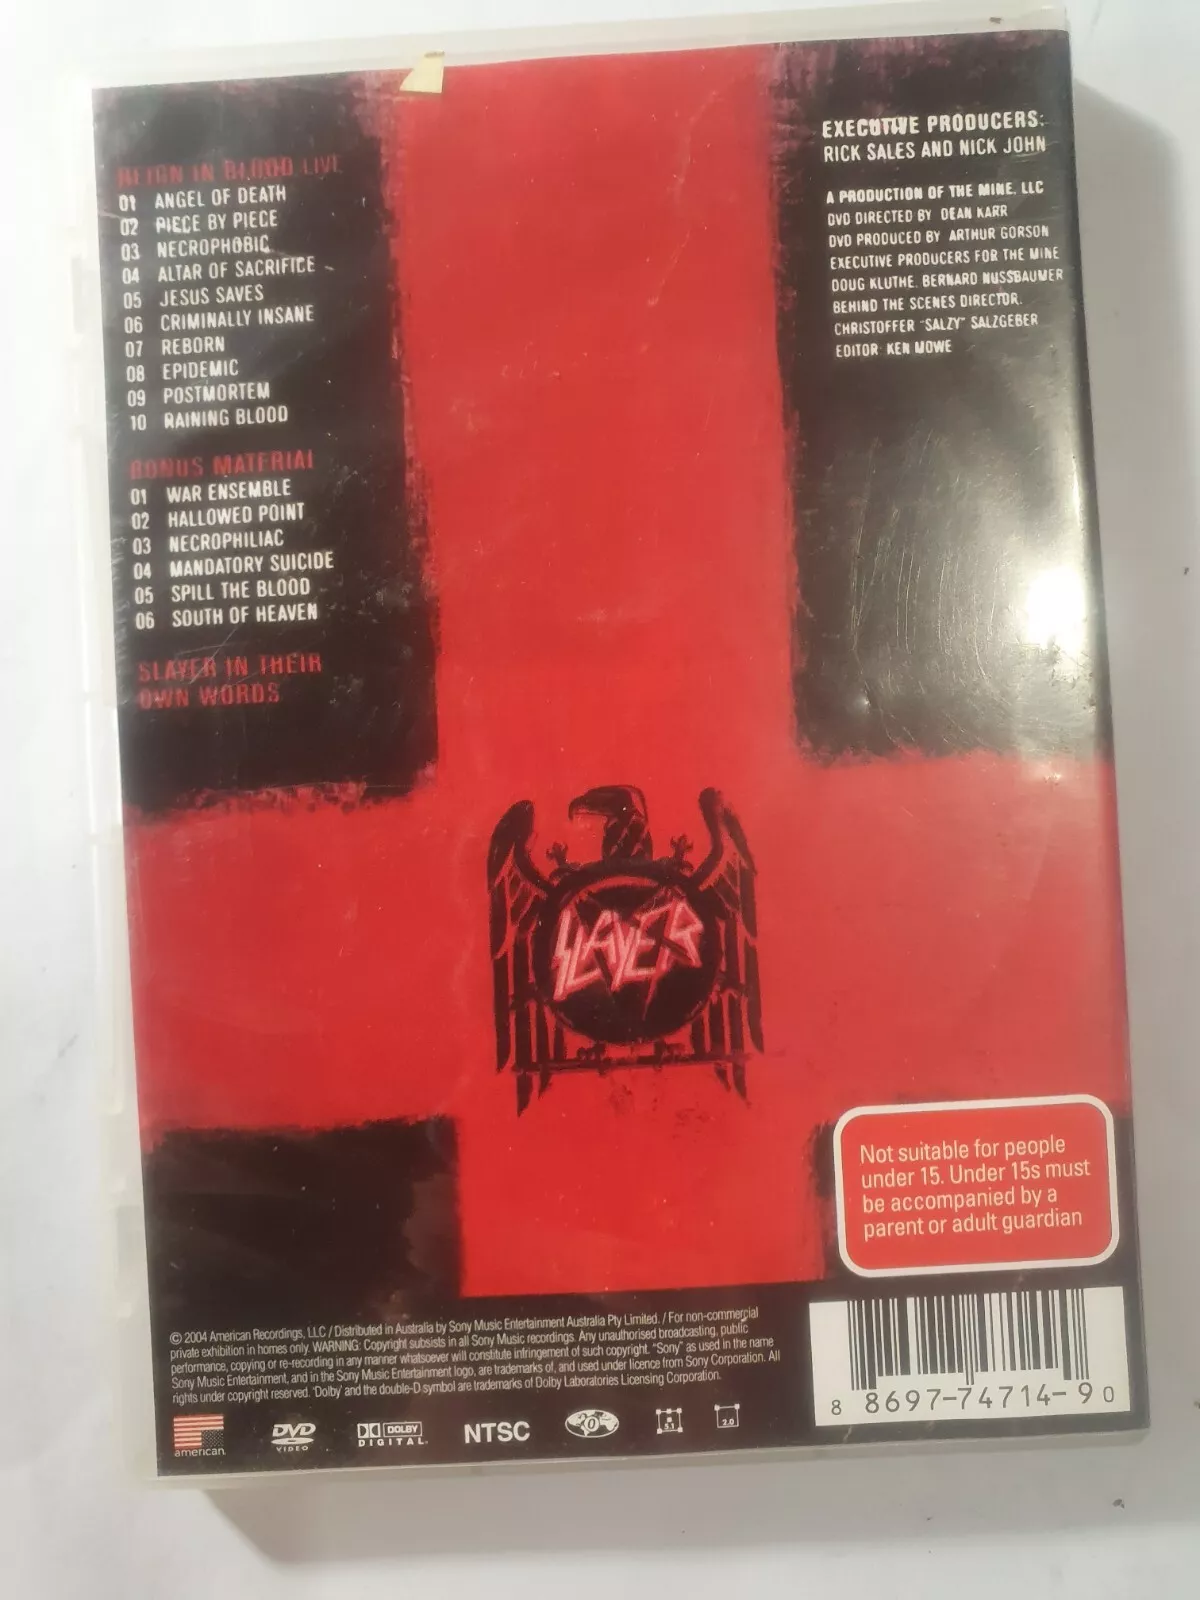 REIGN IN BLOOD LIVE
01 ANGEL OF DEATH
02 PIECE BY PIECE
03 NECROPHOBIC
04 ALTAR OF SACRIFICE
05 JESUS SAVES
06 CRIMINALLY INSANE
07 REBORN
08 EPIDEMIC
09 POSTMORTEM
10 RAINING BLOOD
BONUS MATERIAL
01 WAR ENSEMBLE
02 HALLOWED POINT
03 NECROPHILIAC
04 MANDATORY SUICIDE
05 SPILL THE BLOOD
06 SOUTH OF HEAVEN
SLAYER IN THEIR
OWN WORDS
EXECUTIVE PRODUCERS:
RICK SALES AND NICK JOHN
A PRODUCTION OF THE MINE, LLC
DVD DIRECTED BY DEAN KARR
DVD PRODUCED BY ARTHUR GORSON
EXECUTIVE PRODUCERS FOR THE MINE
DOUG KLUTHE, BERNARD NUSSBAUMER
BEHIND THE SCENES DIRECTOR,
CHRISTOFFER "SALZY" SALZGEBER
EDITOR: KEN MOWE
SLAYER
Not suitable for people
under 15. Under 15s must
be accompanied by a
parent or adult guardian
© 2004 American Recordings, LLC / Distributed in Australia by Sony Music Entertainment Australia Pty Limited. / For non-commercial
private exhibition in homes only. WARNING: Copyright subsists in all Sony Music recordings. Any unauthorised broadcasting, public
performance, copying or re-recording in any manner whatsoever will constitute infringement of such copyright. "Sony" as used in the name
Sony Music Entertainment, and in the Sony Music Entertainment logo, are trademarks of, and used under licence from Sony Corporation. All
rights under copyright reserved. 'Dolby' and the double-D symbol are trademarks of Dolby Laboratories Licensing Corporation.
american
DVD
VIDEO
DOLBY
DIGITAL
NTSC
0
5.1
2.0
8 8697-74714-9 0